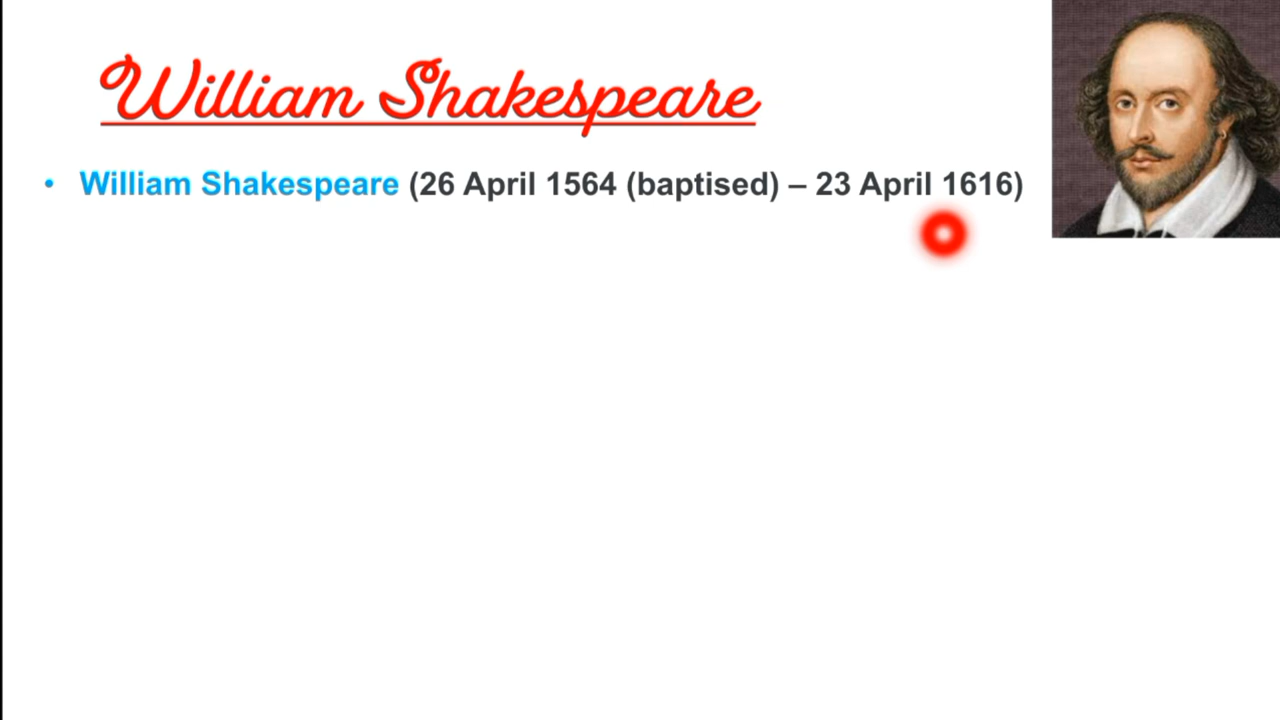 William Shakespeare
• William Shakespeare (26 April 1564 (baptised) – 23 April 1616)